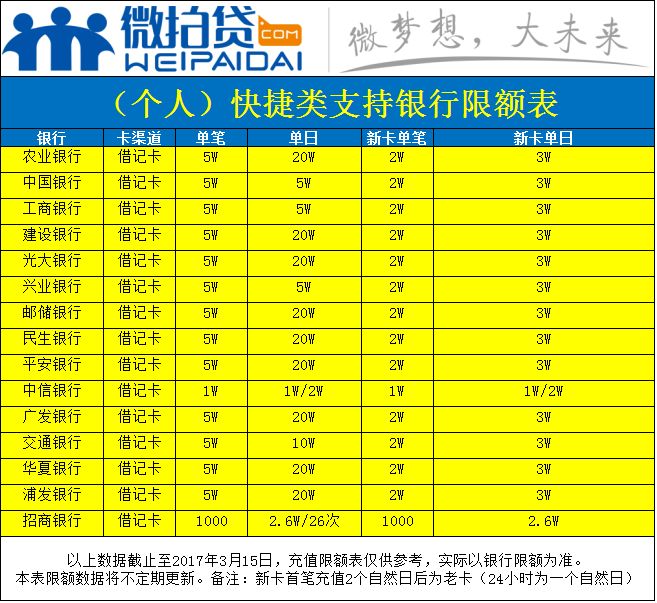 微拍贷.com
WEIPAIDAI
微梦想，大未来
（个人）快捷类支持银行限额表
银行 卡渠道 单笔 单日 新卡单笔 新卡单日
农业银行 借记卡 5W 20W 2W 3W
中国银行 借记卡 5W 5W 2W 3W
工商银行 借记卡 5W 5W 2W 3W
建设银行 借记卡 5W 20W 2W 3W
光大银行 借记卡 5W 20W 2W 3W
兴业银行 借记卡 5W 5W 2W 3W
邮储银行 借记卡 5W 20W 2W 3W
民生银行 借记卡 5W 20W 2W 3W
平安银行 借记卡 5W 20W 2W 3W
中信银行 借记卡 1W 1W/2W 1W 1W/2W
广发银行 借记卡 5W 20W 2W 3W
交通银行 借记卡 5W 10W 2W 3W
华夏银行 借记卡 5W 20W 2W 3W
浦发银行 借记卡 5W 20W 2W 3W
招商银行 借记卡 1000 2.6W/26次 1000 2.6W
以上数据截止至2017年3月15日，充值限额表仅供参考，实际以银行限额为准。
本表限额数据将不定期更新。备注：新卡首笔充值2个自然日后为老卡（24小时为一个自然日）